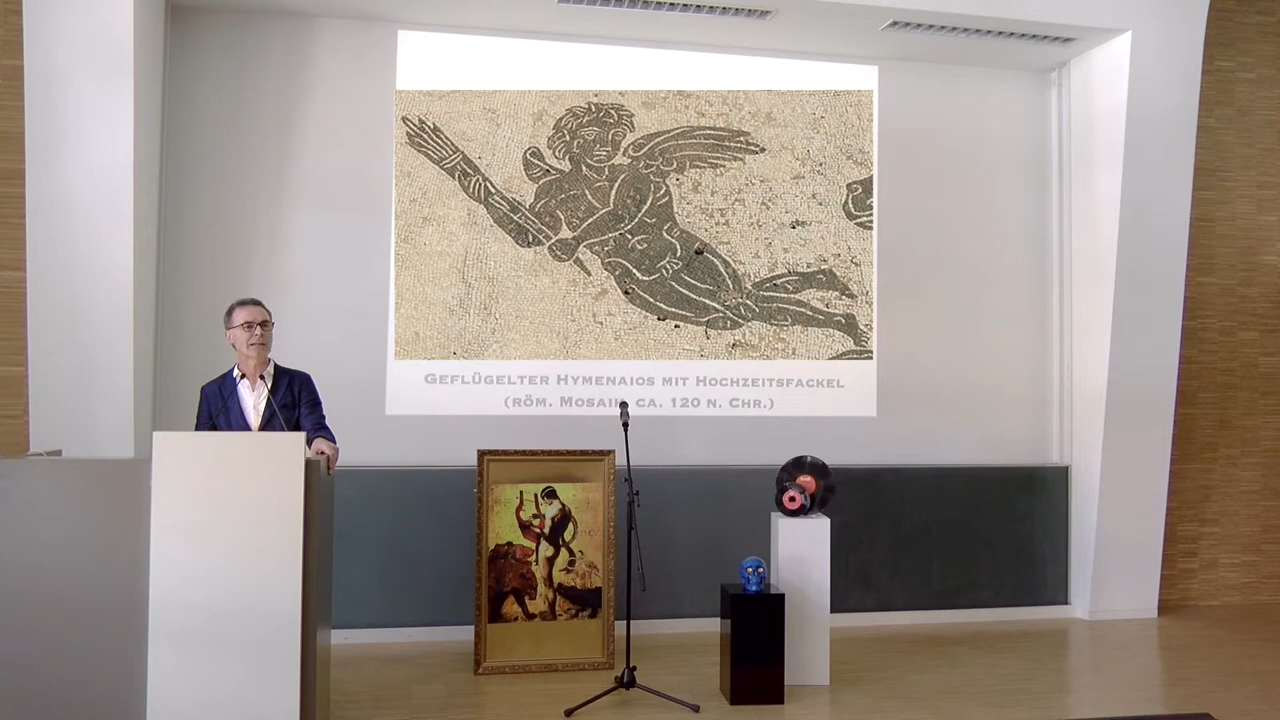 Geflügelter Hymenaios mit Hochzeitsfackel
(röm. Mosaik, ca. 120 n. Chr.)